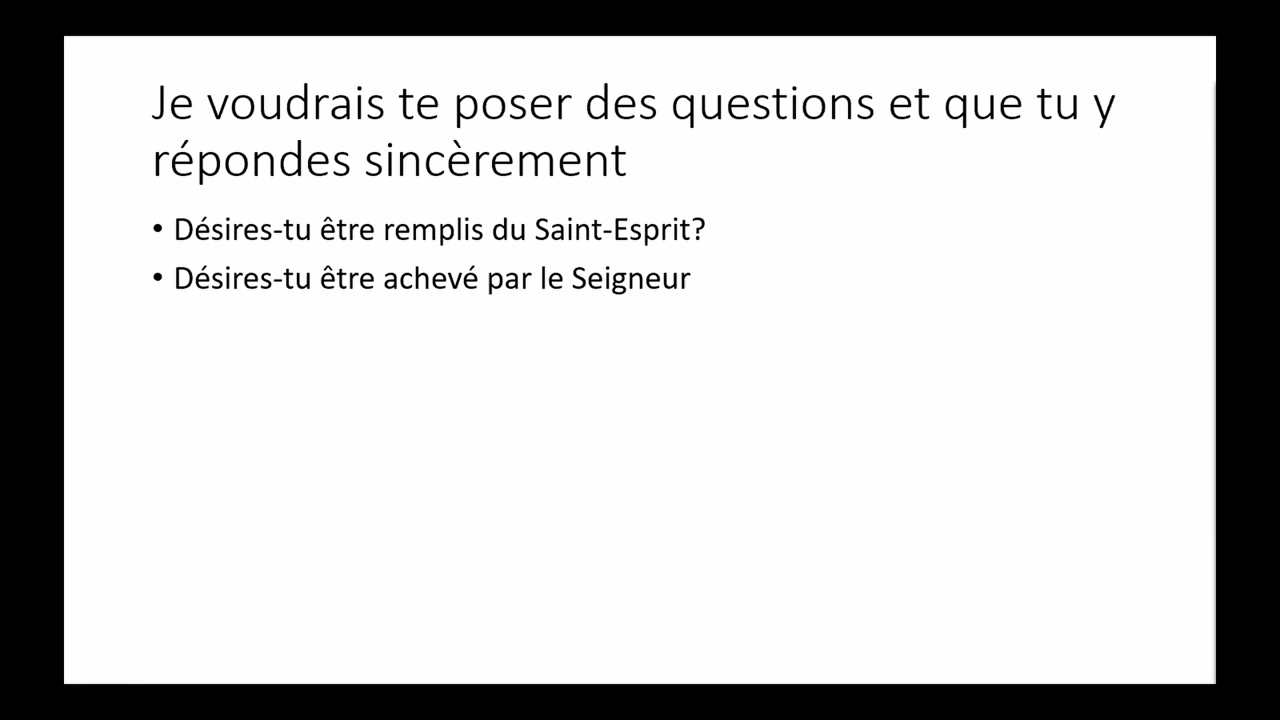 Je voudrais te poser des questions et que tu y
répondes sincèrement
• Désires-tu être remplis du Saint-Esprit?
• Désires-tu être achevé par le Seigneur